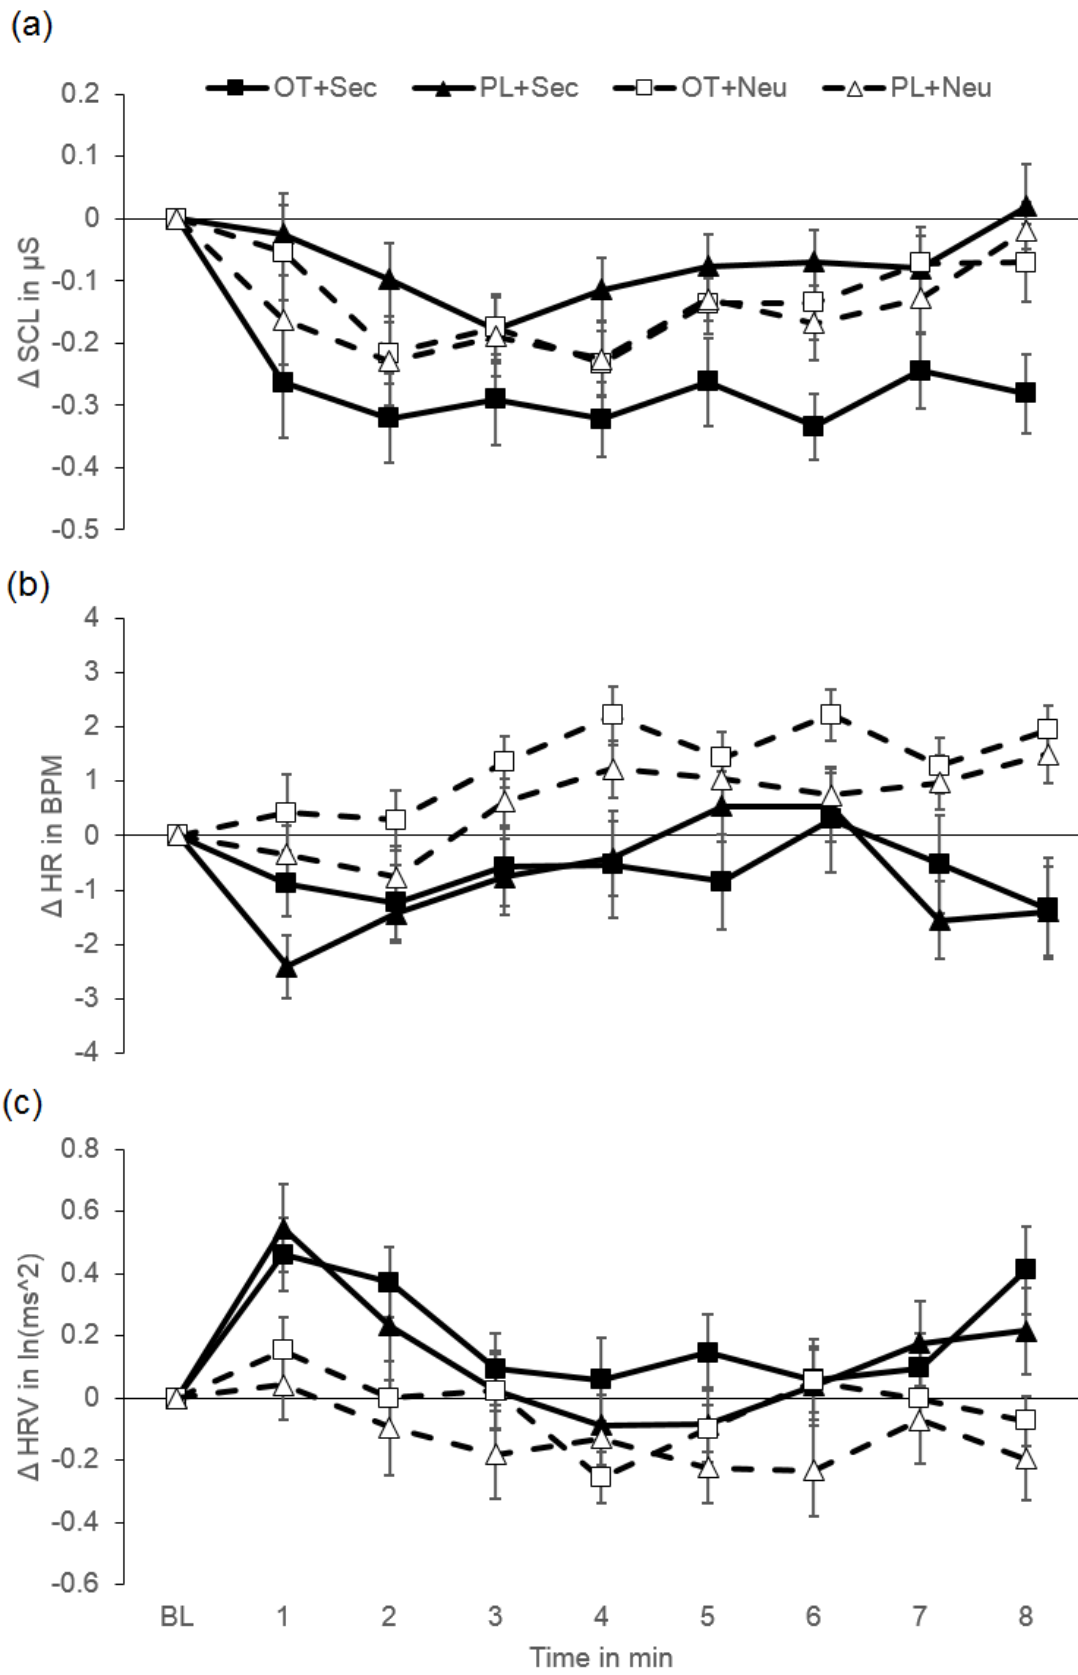 (a)
OT+Sec PL+Sec OT+Neu PL+Neu
0.2
0.1
0
-0.1
-0.2
-0.3
-0.4
-0.5
Δ SCL in µS
(b)
4
3
2
1
0
-1
-2
-3
-4
Δ HR in BPM
(c)
0.8
0.6
0.4
0.2
0
-0.2
-0.4
-0.6
Δ HRV in ln(ms^2)
BL 1 2 3 4 5 6 7 8
Time in min